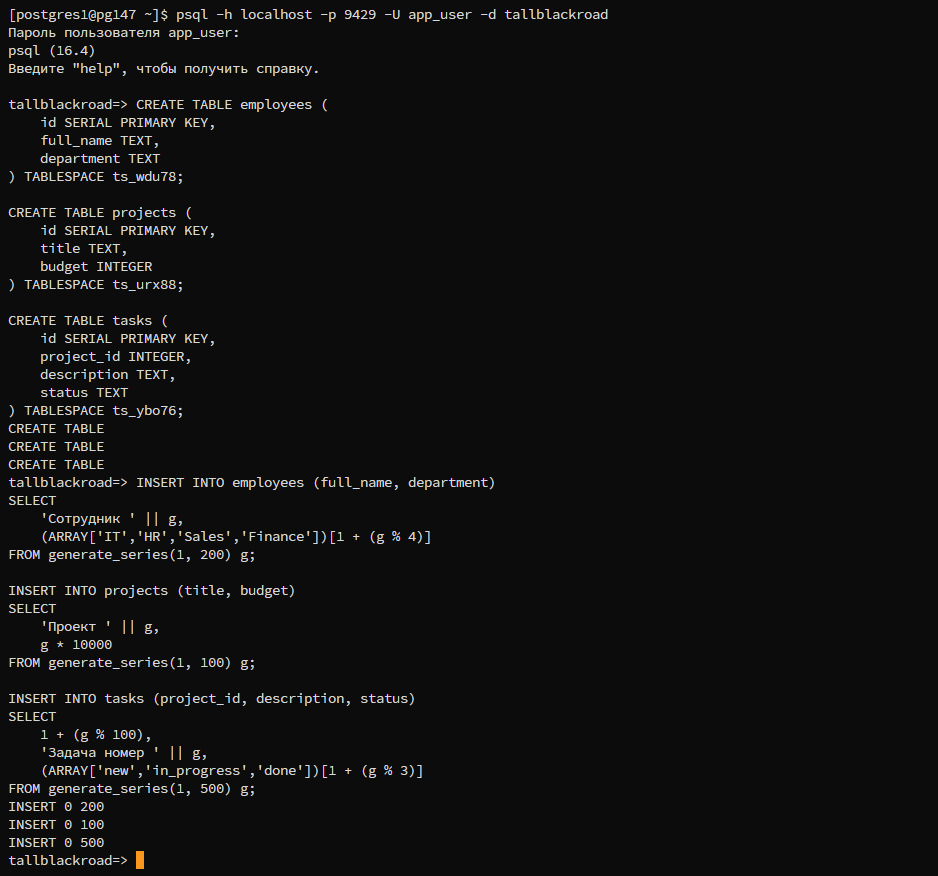 [postgres1@pg147 ~]$ psql -h localhost -p 9429 -U app_user -d tallblackroad
Пароль пользователя app_user:
psql (16.4)
Введите "help", чтобы получить справку.

tallblackroad=> CREATE TABLE employees (
    id SERIAL PRIMARY KEY,
    full_name TEXT,
    department TEXT
) TABLESPACE ts_wdu78;

CREATE TABLE projects (
    id SERIAL PRIMARY KEY,
    title TEXT,
    budget INTEGER
) TABLESPACE ts_urx88;

CREATE TABLE tasks (
    id SERIAL PRIMARY KEY,
    project_id INTEGER,
    description TEXT,
    status TEXT
) TABLESPACE ts_ybo76;
CREATE TABLE
CREATE TABLE
CREATE TABLE
tallblackroad=> INSERT INTO employees (full_name, department)
SELECT
    'Сотрудник ' || g,
    (ARRAY['IT','HR','Sales','Finance'])[1 + (g % 4)]
FROM generate_series(1, 200) g;

INSERT INTO projects (title, budget)
SELECT
    'Проект ' || g,
    g * 10000
FROM generate_series(1, 100) g;

INSERT INTO tasks (project_id, description, status)
SELECT
    1 + (g % 100),
    'Задача номер ' || g,
    (ARRAY['new','in_progress','done'])[1 + (g % 3)]
FROM generate_series(1, 500) g;
INSERT 0 200
INSERT 0 100
INSERT 0 500
tallblackroad=>